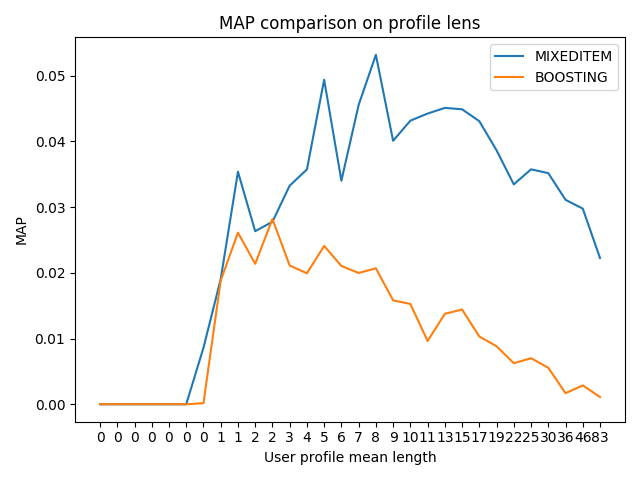 MAP comparison on profile lens
MIXEDITEM
BOOSTING
0.05
0.04
0.03
0.02
0.01
0.00
MAP
0 0 0 0 0 0 0 1 1 2 2 3 4 5 6 7 8 9 10 11 13 15 17 19 22 25 30 36 46 83
User profile mean length